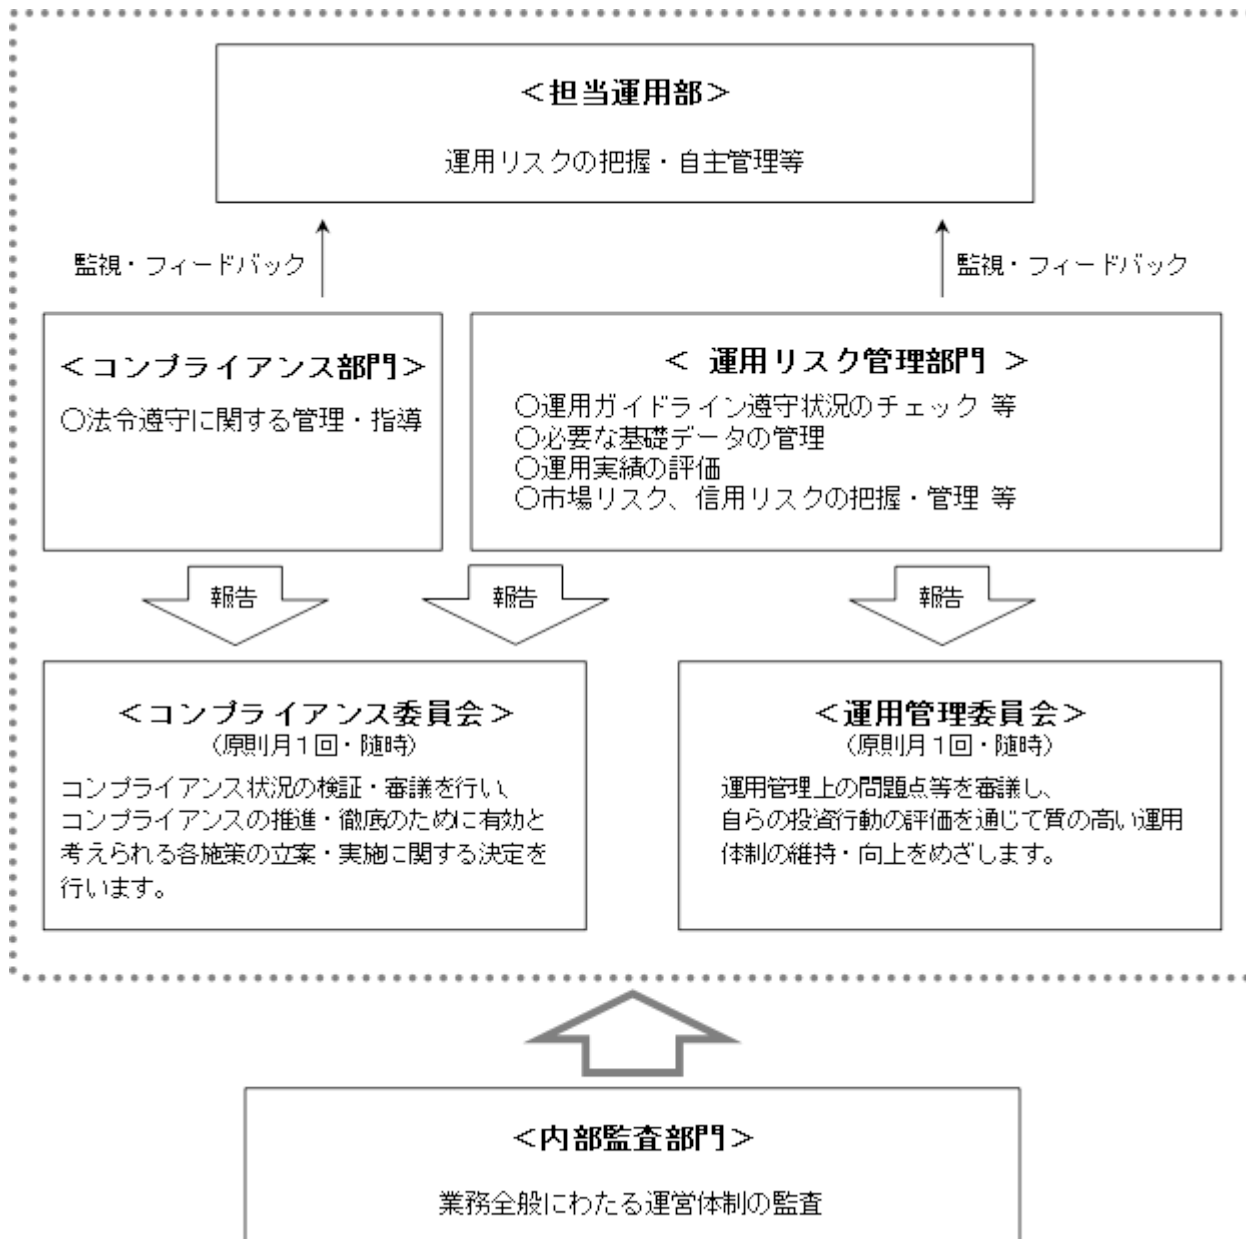 ＜担当運用部＞
運用リスクの把握・自主管理等
監視・フィードバック
監視・フィードバック
＜コンプライアンス部門＞
○法令遵守に関する管理・指導
＜ 運用リスク管理部門 ＞
○運用ガイドライン遵守状況のチェック 等
○必要な基礎データの管理
○運用実績の評価
○市場リスク、信用リスクの把握・管理 等
報告
報告
報告
＜コンプライアンス委員会＞
（原則月１回・随時）
コンプライアンス状況の検証・審議を行い、
コンプライアンスの推進・徹底のために有効と
考えられる各施策の立案・実施に関する決定を
行います。
＜運用管理委員会＞
（原則月１回・随時）
運用管理上の問題点等を審議し、
自らの投資行動の評価を通じて質の高い運用
体制の維持・向上をめざします。
＜内部監査部門＞
業務全般にわたる運営体制の監査